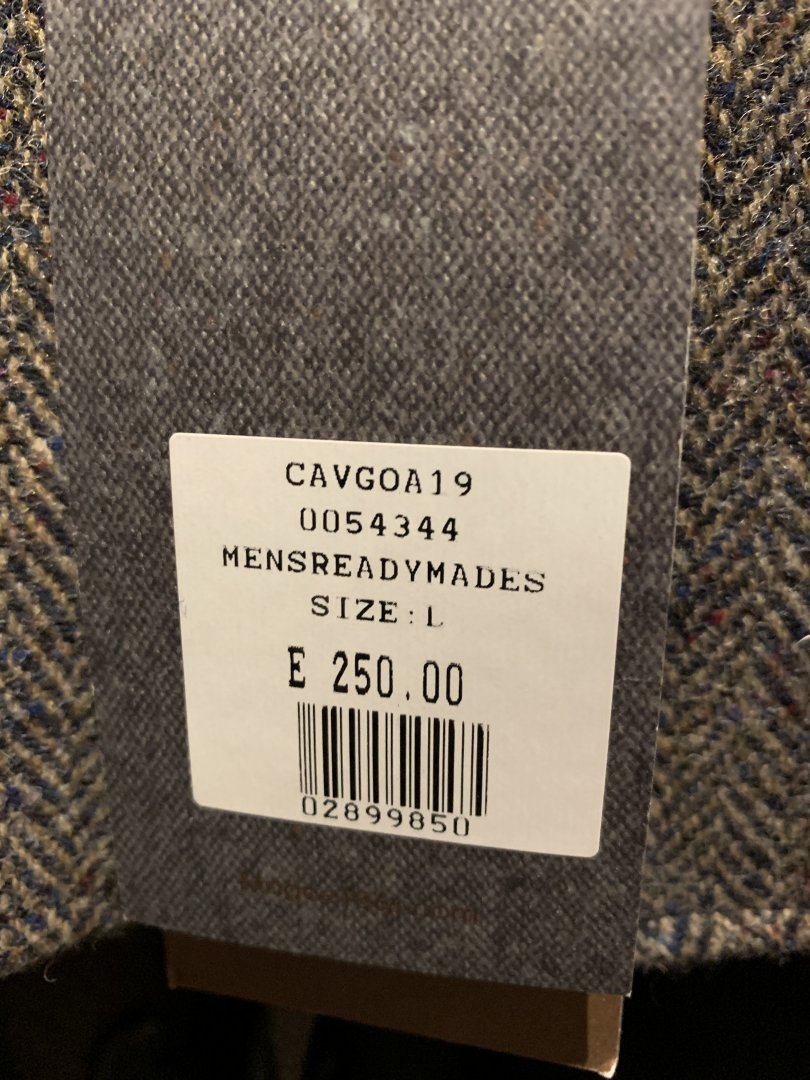 CAVGOA19
0054344
MENSREADYMADES
SIZE:L
E 250.00
02899850